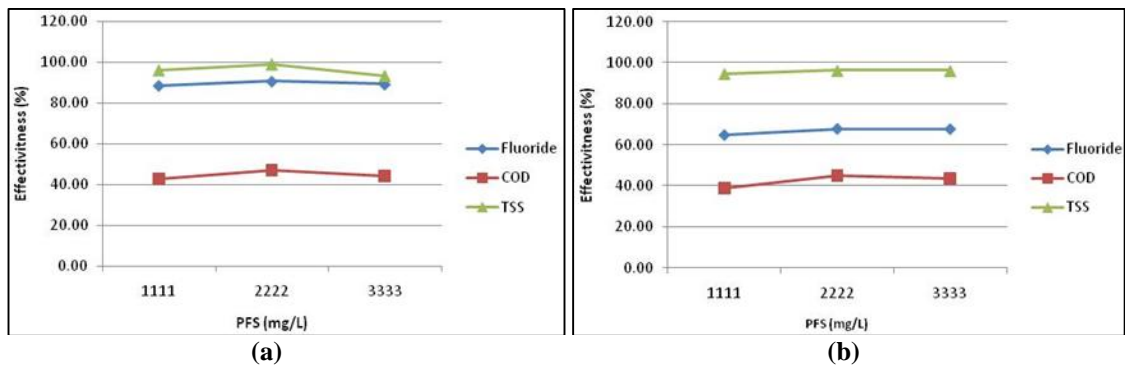 120.00
100.00
80.00
60.00
40.00
20.00
0.00
Effectivitness (%)
1111
2222
3333
PFS (mg/L)
Fluoride
COD
TSS
(a)
120.00
100.00
80.00
60.00
40.00
20.00
0.00
Effectivitness (%)
1111
2222
3333
PFS (mg/L)
Fluoride
COD
TSS
(b)